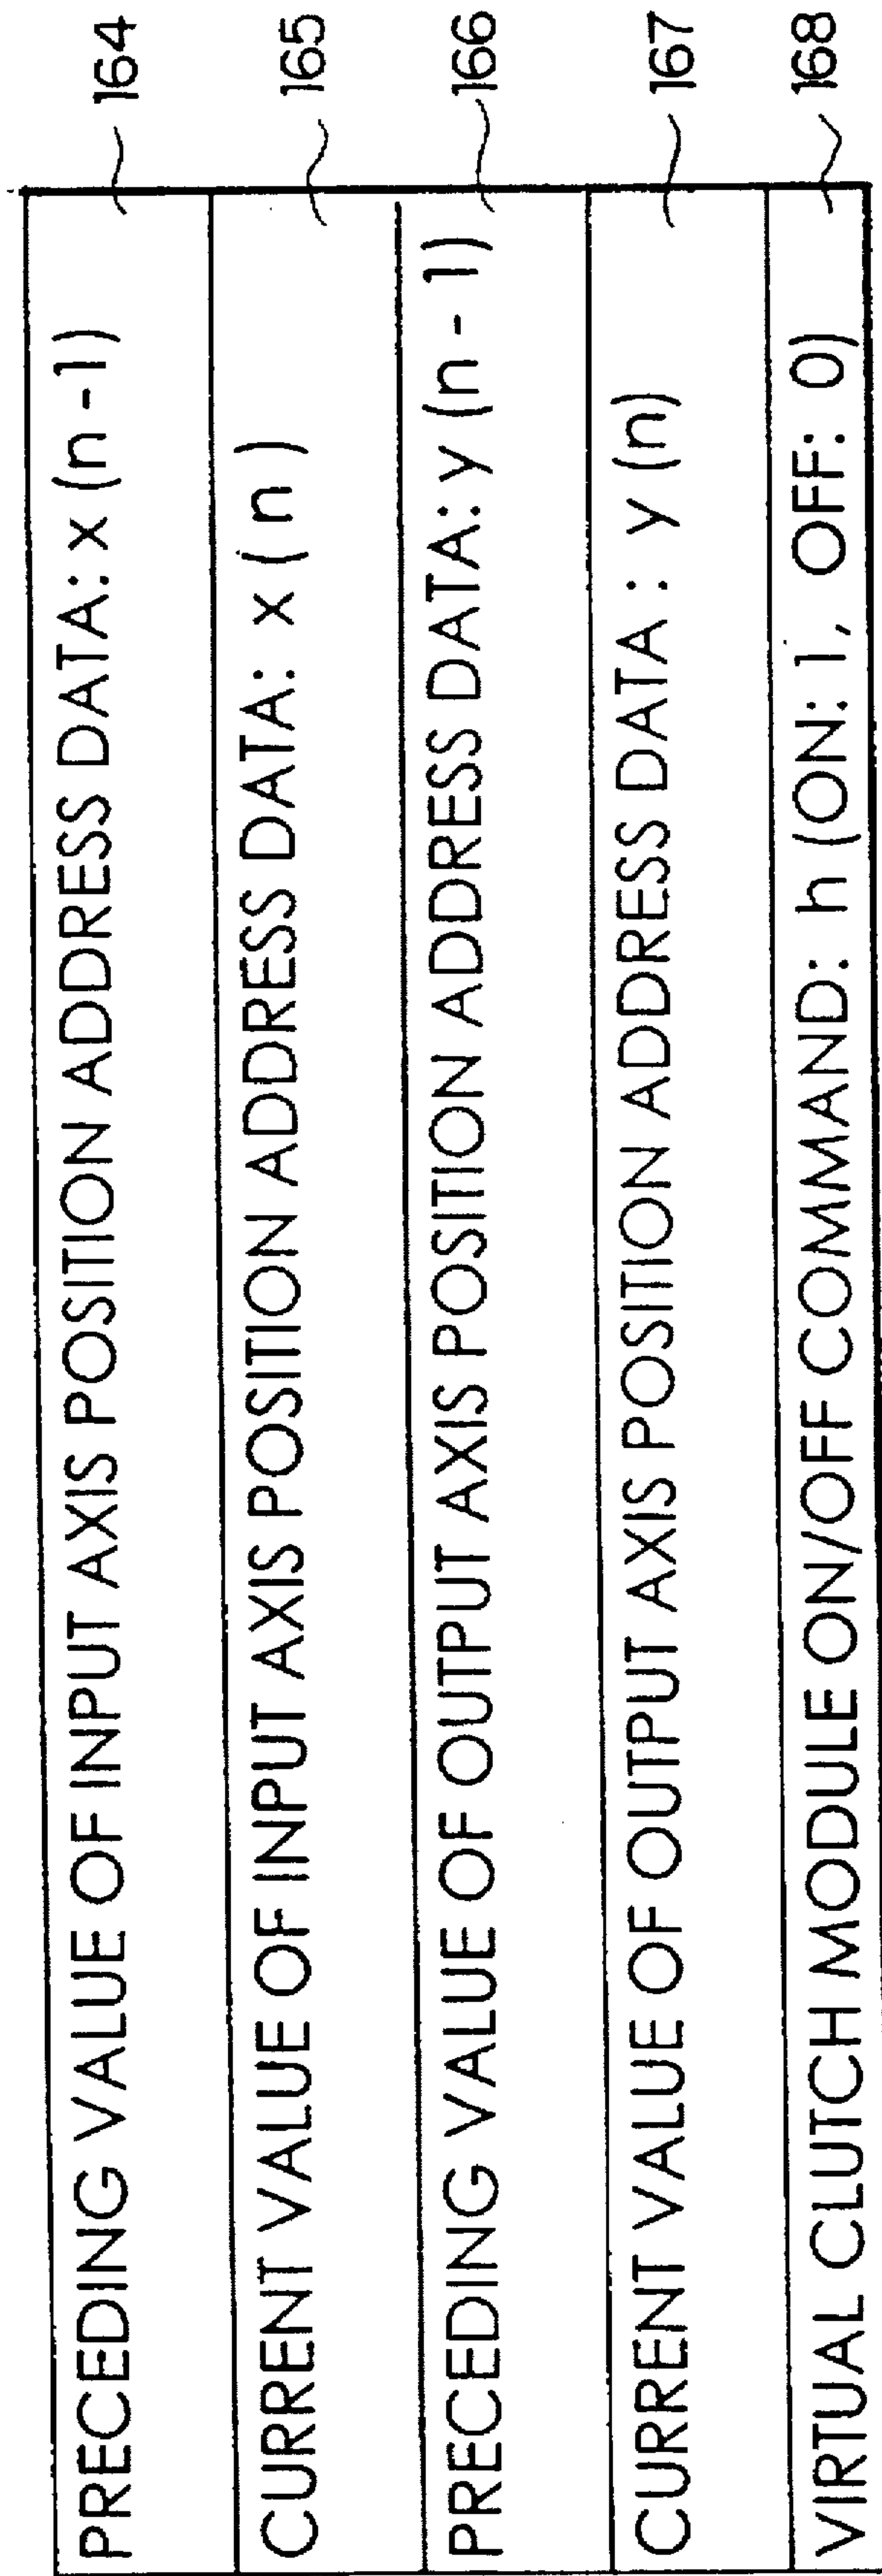 PRECEDING VALUE OF INPUT AXIS POSITION ADDRESS DATA: x (n - 1) 164
CURRENT VALUE OF INPUT AXIS POSITION ADDRESS DATA: x ( n ) 165
PRECEDING VALUE OF OUTPUT AXIS POSITION ADDRESS DATA: y (n - 1) 166
CURRENT VALUE OF OUTPUT AXIS POSITION ADDRESS DATA : y (n) 167
VIRTUAL CLUTCH MODULE ON/OFF COMMAND: h (ON: 1, OFF: 0) 168